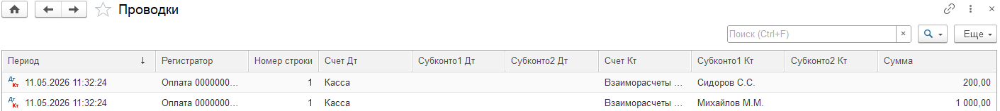 Проводки
Поиск (Ctrl+F) × Еще
Период ↓ Регистратор Номер строки Счет Дт Субконто1 Дт Субконто2 Дт Счет Кт Субконто1 Кт Субконто2 Кт Сумма
Дт Кт 11.05.2026 11:32:24 Оплата 0000000... 1 Касса Взаиморасчеты ... Сидоров С.С. 200,00
Дт Кт 11.05.2026 11:32:24 Оплата 0000000... 1 Касса Взаиморасчеты ... Михайлов М.М. 1 000,00